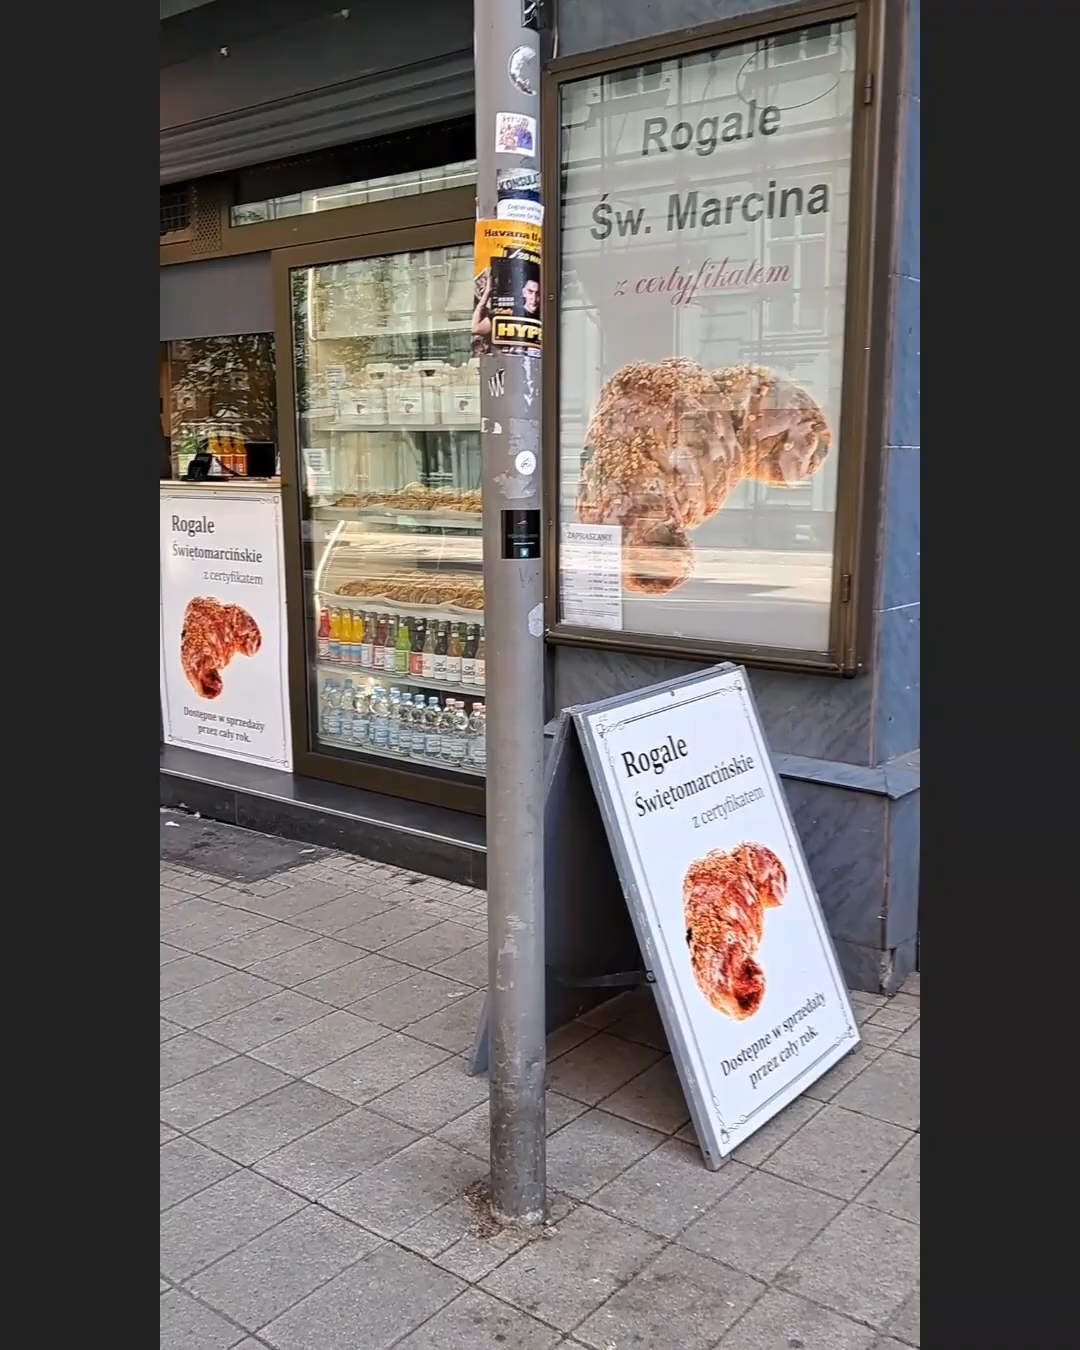 Rogale
Św. Marcina
z certyfikatem
ZAPRASZAMY
Havana
HYPE
Rogale
Świętomarcińskie
z certyfikatem
Dostępne w sprzedaży
przez cały rok.
Rogale
Świętomarcińskie
z certyfikatem
Dostępne w sprzedaży
przez cały rok.